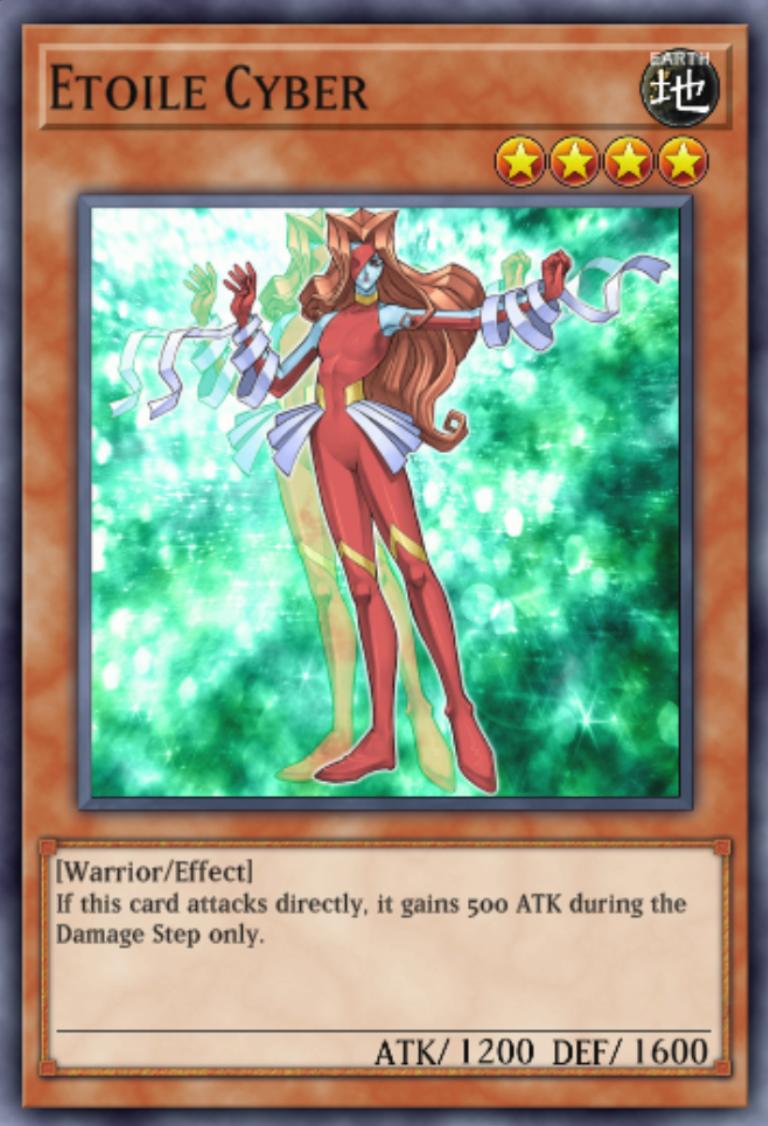 Etoile Cyber
EARTH
地
[Warrior/Effect]
If this card attacks directly, it gains 500 ATK during the
Damage Step only.
ATK/ 1200 DEF/ 1600